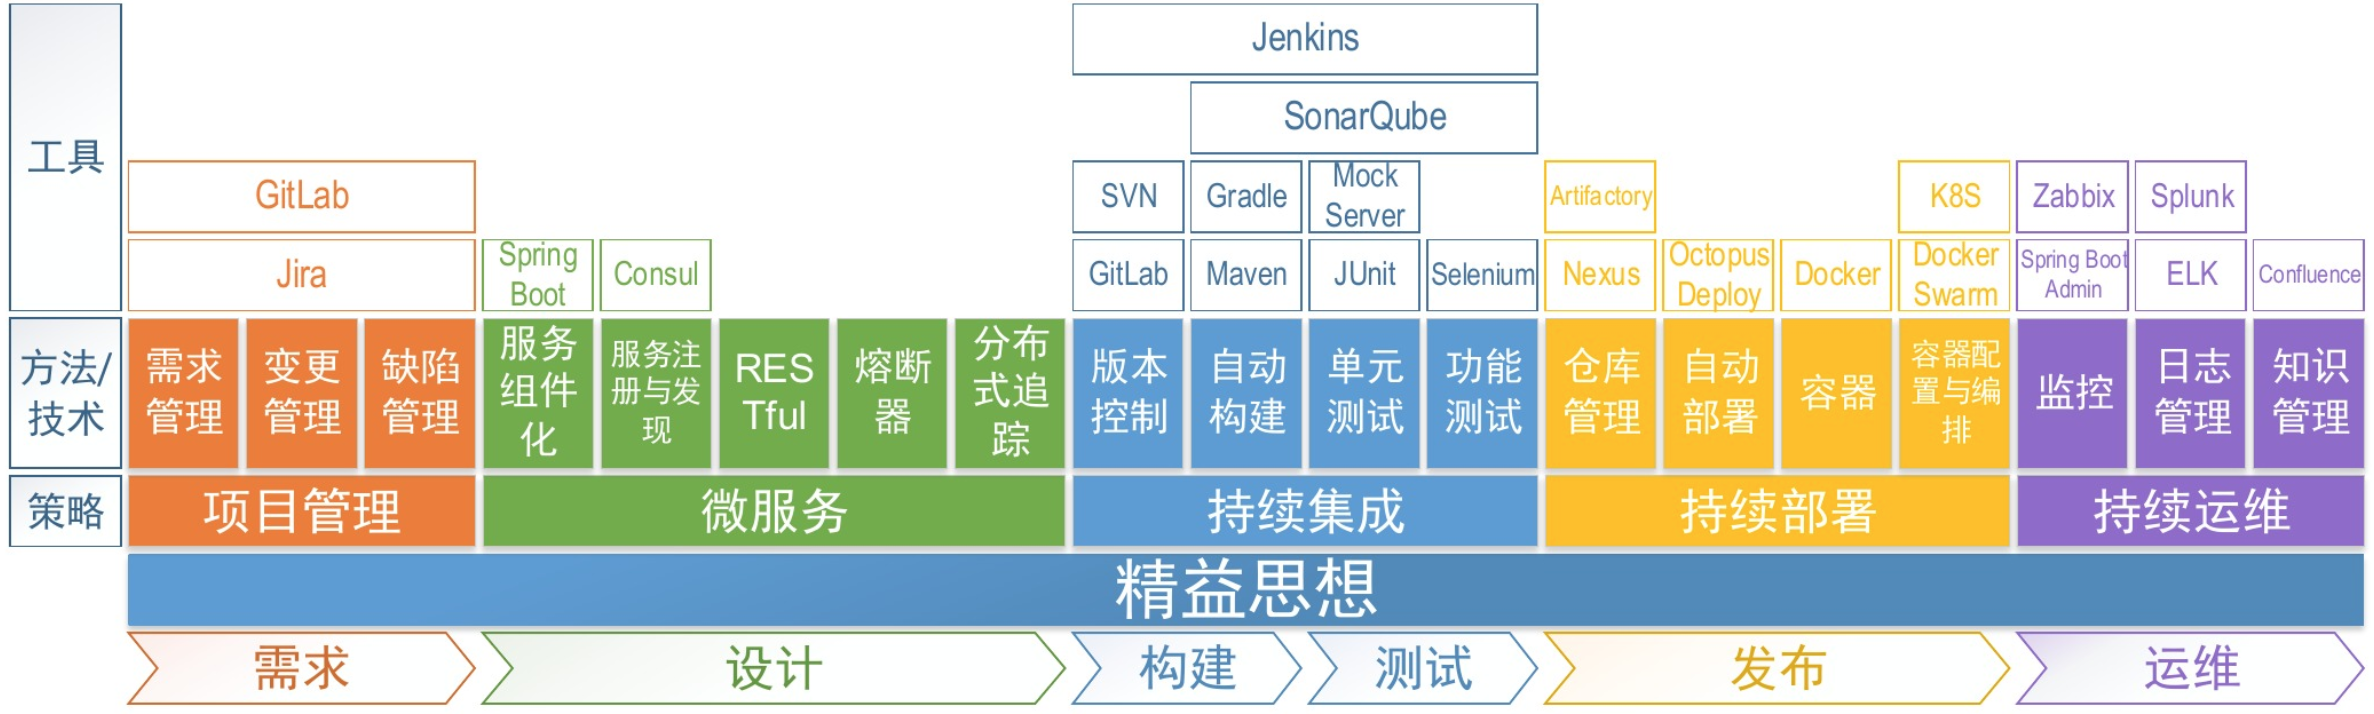 Jenkins
SonarQube
工具
GitLab
SVN
Gradle
Mock
Server
Artifactory
K8S
Zabbix
Splunk
Jira
Spring
Boot
Consul
GitLab
Maven
JUnit
Selenium
Nexus
Octopus
Deploy
Docker
Docker
Swarm
Spring Boot
Admin
ELK
Confluence
方法/
技术
需求
管理
变更
管理
缺陷
管理
服务
组件
化
服务注
册与发
现
RES
Tful
熔断
器
分布
式追
踪
版本
控制
自动
构建
单元
测试
功能
测试
仓库
管理
自动
部署
容器
容器配
置与编
排
监控
日志
管理
知识
管理
策略
项目管理
微服务
持续集成
持续部署
持续运维
精益思想
需求
设计
构建
测试
发布
运维